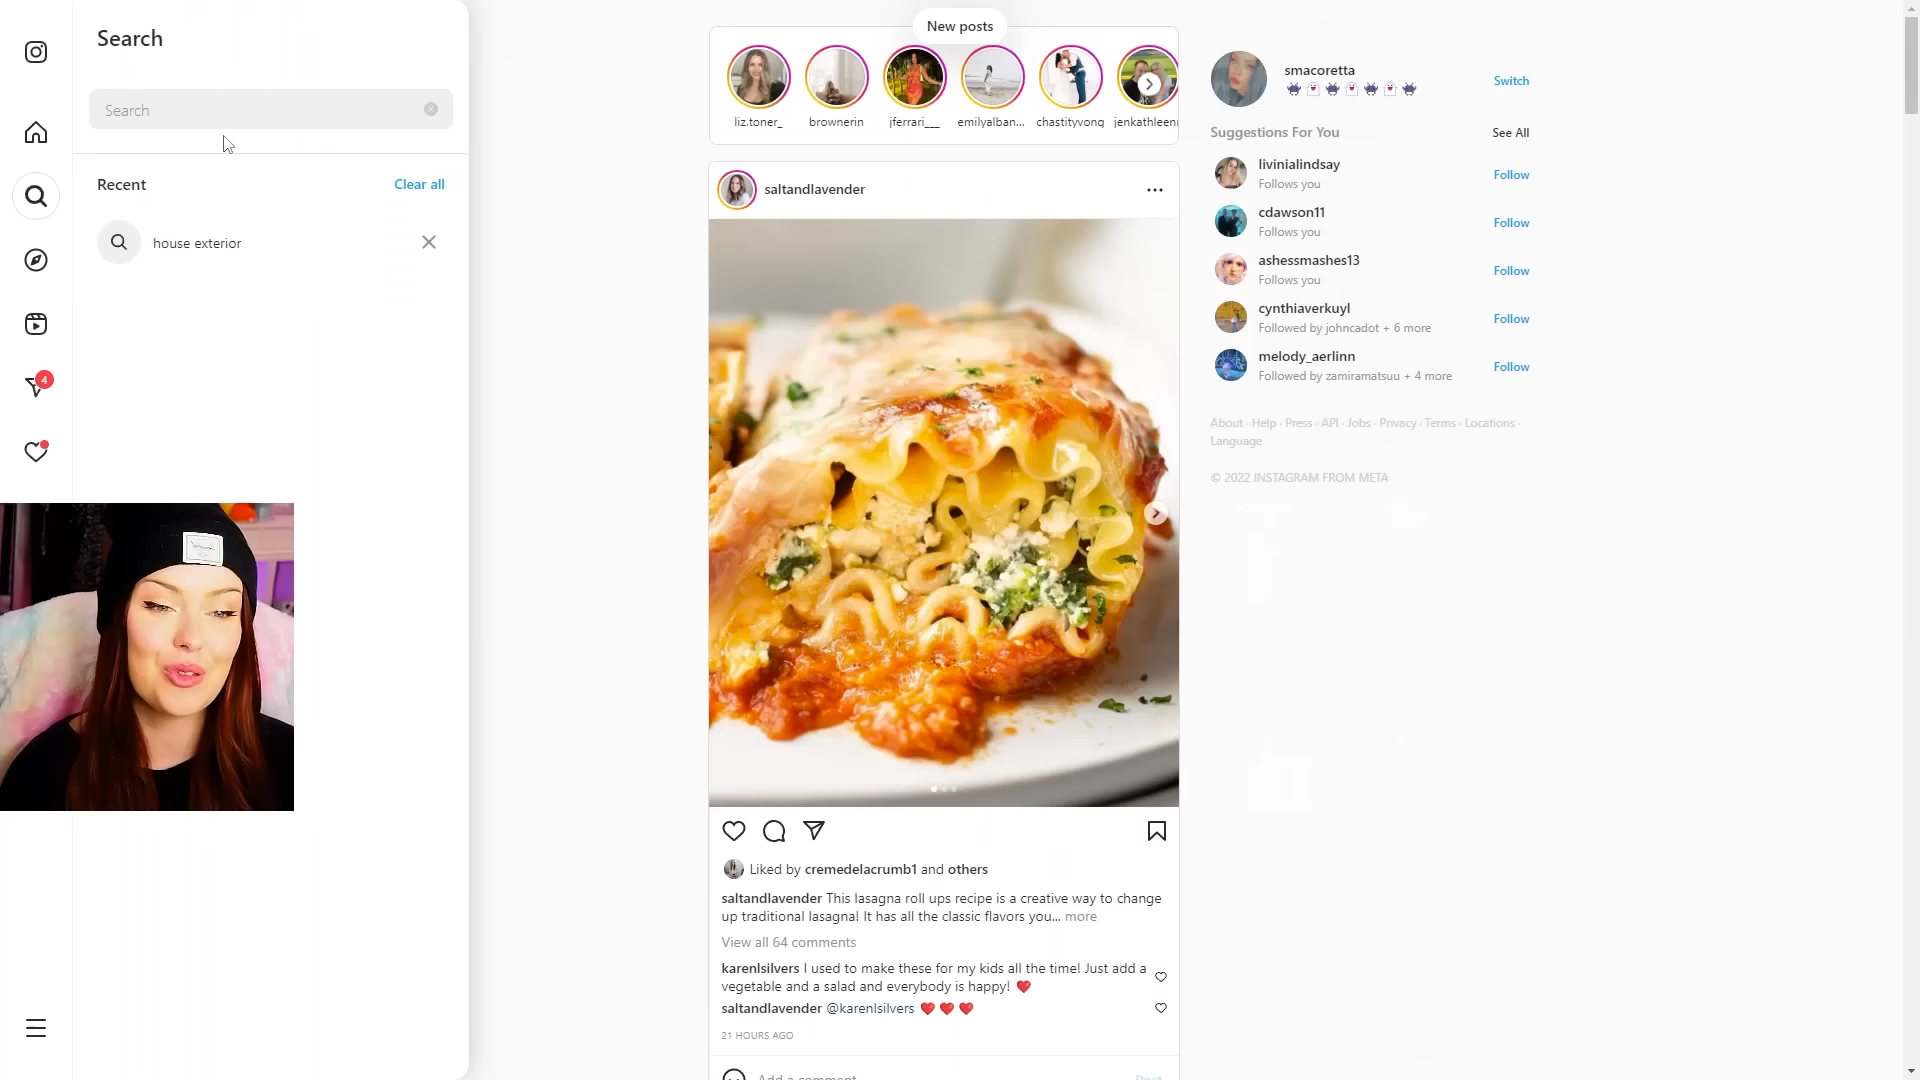 Search
Search
Recent
Clear all
house exterior
4
New posts
liz.toner_
brownerin
jferrari___
emilyalban...
chastityvong
jenkathleen
saltandlavender
Liked by cremedelacrumb1 and others
saltandlavender This lasagna roll ups recipe is a creative way to change
up traditional lasagna! It has all the classic flavors you... more
View all 64 comments
karenlsilvers I used to make these for my kids all the time! Just add a
vegetable and a salad and everybody is happy! ❤️
saltandlavender @karenlsilvers ❤️ ❤️ ❤️
21 HOURS AGO
Add a comment...
Post
smacoretta
Switch
Suggestions For You
See All
livinialindsay
Follows you
Follow
cdawson11
Follows you
Follow
ashessmashes13
Follows you
Follow
cynthiaverkuyl
Followed by johncadot + 6 more
Follow
melody_aerlinn
Followed by zamiramatsuu + 4 more
Follow
About · Help · Press · API · Jobs · Privacy · Terms · Locations ·
Language
© 2022 INSTAGRAM FROM META